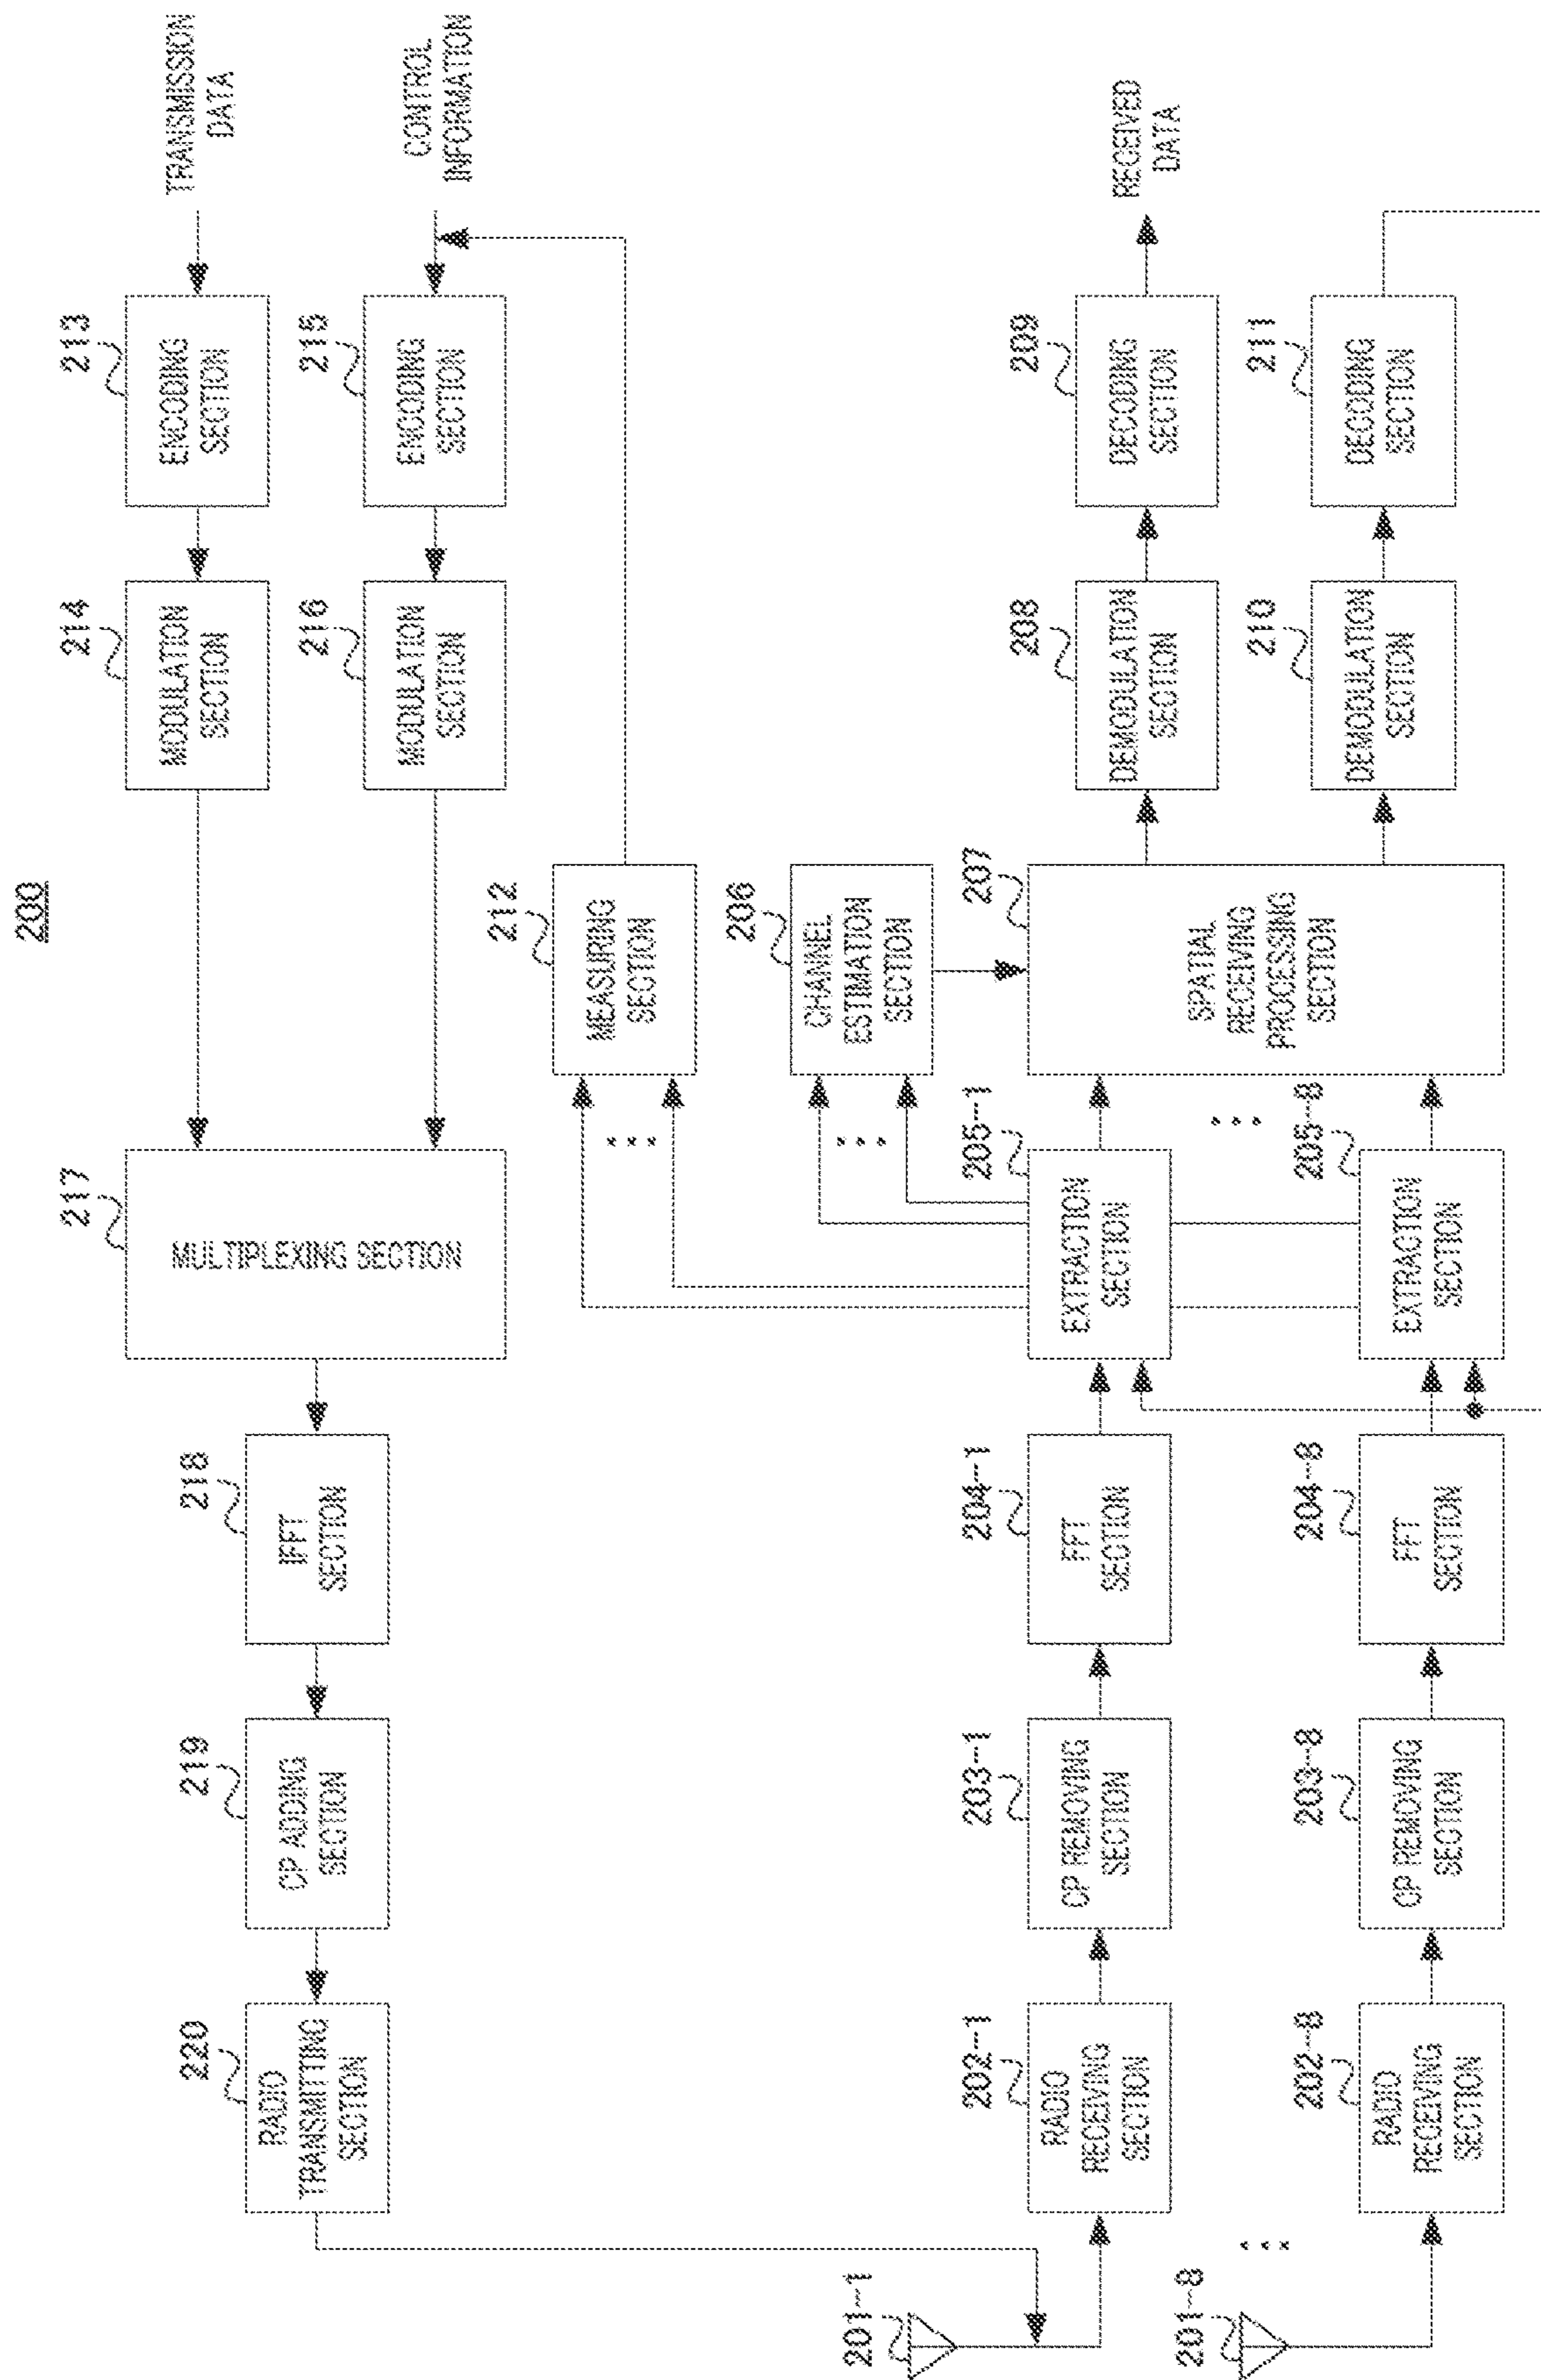 200
TRANSMISSION
DATA
CONTROL
INFORMATION
213
ENCODING
SECTION
214
MODULATION
SECTION
215
ENCODING
SECTION
216
MODULATION
SECTION
217
MULTIPLEXING SECTION
218
IFFT
SECTION
219
CP ADDING
SECTION
220
RADIO
TRANSMITTING
SECTION
212
MEASURING
SECTION
206
CHANNEL
ESTIMATION
SECTION
201-1
202-1
RADIO
RECEIVING
SECTION
203-1
CP REMOVING
SECTION
204-1
FFT
SECTION
205-1
EXTRACTION
SECTION
207
SPATIAL
RECEIVING
PROCESSING
SECTION
208
DEMODULATION
SECTION
209
DECODING
SECTION
RECEIVED
DATA
201-8
202-8
RADIO
RECEIVING
SECTION
203-8
CP REMOVING
SECTION
204-8
FFT
SECTION
205-8
EXTRACTION
SECTION
210
DEMODULATION
SECTION
211
DECODING
SECTION